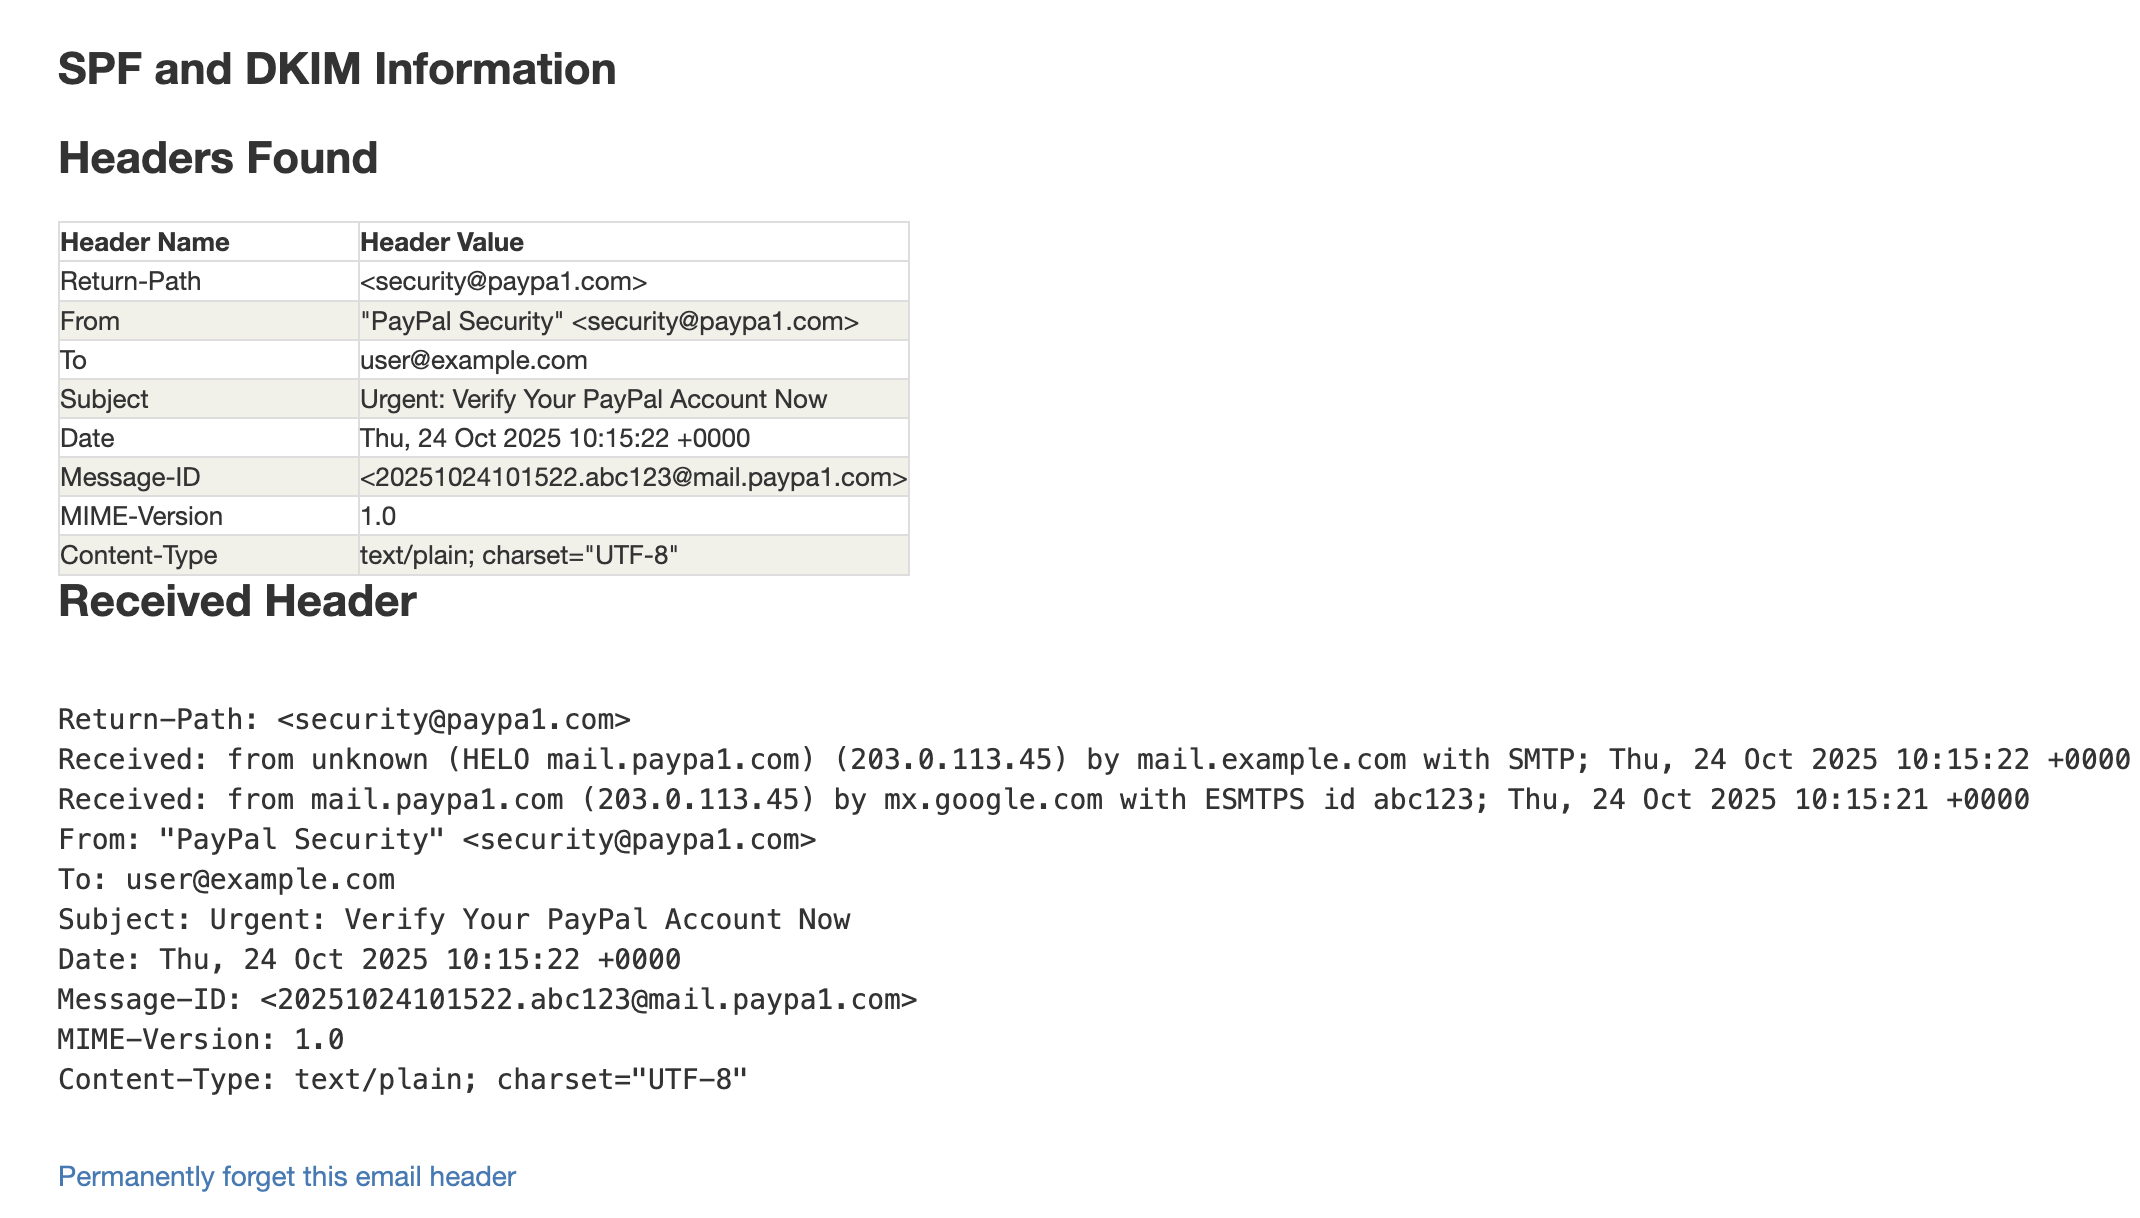 SPF and DKIM Information
Headers Found
Header Name Header Value
Return-Path <security@paypa1.com>
From "PayPal Security" <security@paypa1.com>
To user@example.com
Subject Urgent: Verify Your PayPal Account Now
Date Thu, 24 Oct 2025 10:15:22 +0000
Message-ID <20251024101522.abc123@mail.paypa1.com>
MIME-Version 1.0
Content-Type text/plain; charset="UTF-8"
Received Header
Return-Path: <security@paypa1.com>
Received: from unknown (HELO mail.paypa1.com) (203.0.113.45) by mail.example.com with SMTP; Thu, 24 Oct 2025 10:15:22 +0000
Received: from mail.paypa1.com (203.0.113.45) by mx.google.com with ESMTPS id abc123; Thu, 24 Oct 2025 10:15:21 +0000
From: "PayPal Security" <security@paypa1.com>
To: user@example.com
Subject: Urgent: Verify Your PayPal Account Now
Date: Thu, 24 Oct 2025 10:15:22 +0000
Message-ID: <20251024101522.abc123@mail.paypa1.com>
MIME-Version: 1.0
Content-Type: text/plain; charset="UTF-8"
Permanently forget this email header